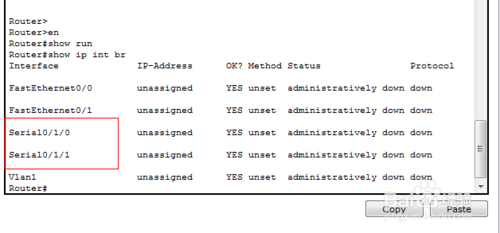 Router>
Router>en
Router#show run
Router#show ip int br
Interface IP-Address OK? Method Status Protocol
FastEthernet0/0 unassigned YES unset administratively down down
FastEthernet0/1 unassigned YES unset administratively down down
Serial0/1/0 unassigned YES unset administratively down down
Serial0/1/1 unassigned YES unset administratively down down
Vlan1 unassigned YES unset administratively down down
Router#
Copy Paste